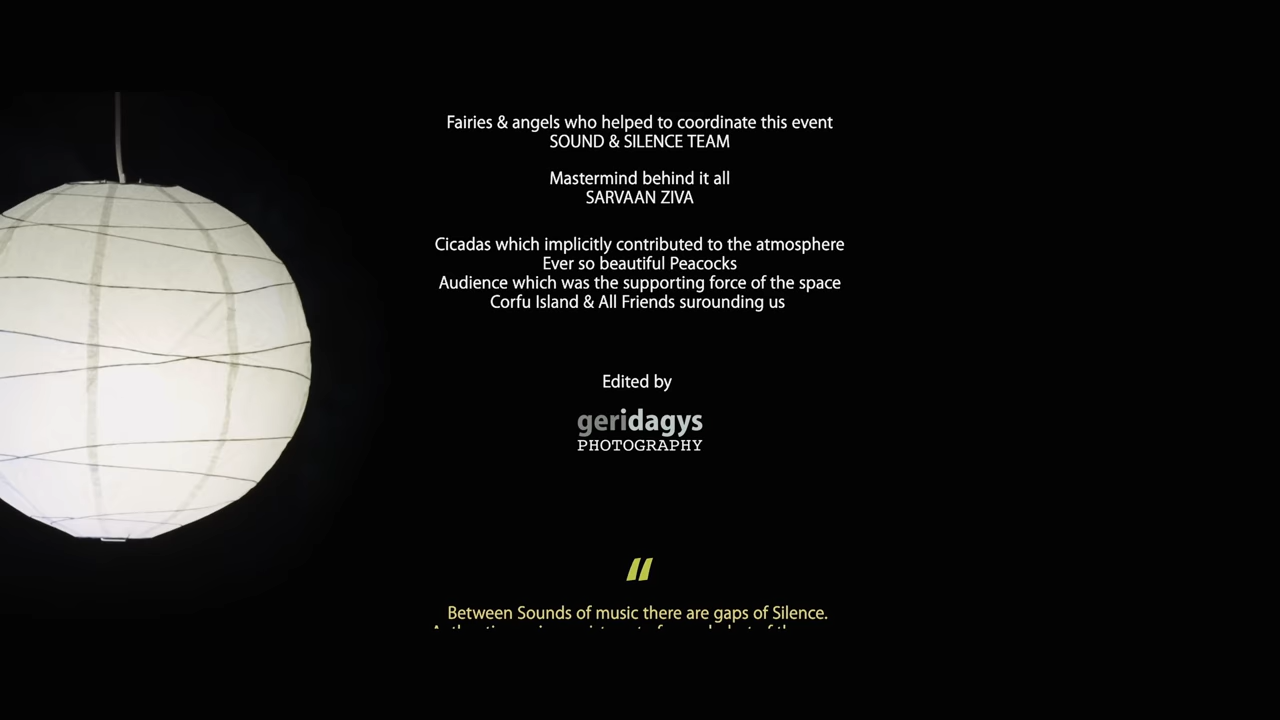 Fairies & angels who helped to coordinate this event
SOUND & SILENCE TEAM
Mastermind behind it all
SARVAAN ZIVA
Cicadas which implicitly contributed to the atmosphere
Ever so beautiful Peacocks
Audience which was the supporting force of the space
Corfu Island & All Friends surounding us
Edited by
geridagys
PHOTOGRAPHY
“
Between Sounds of music there are gaps of Silence.